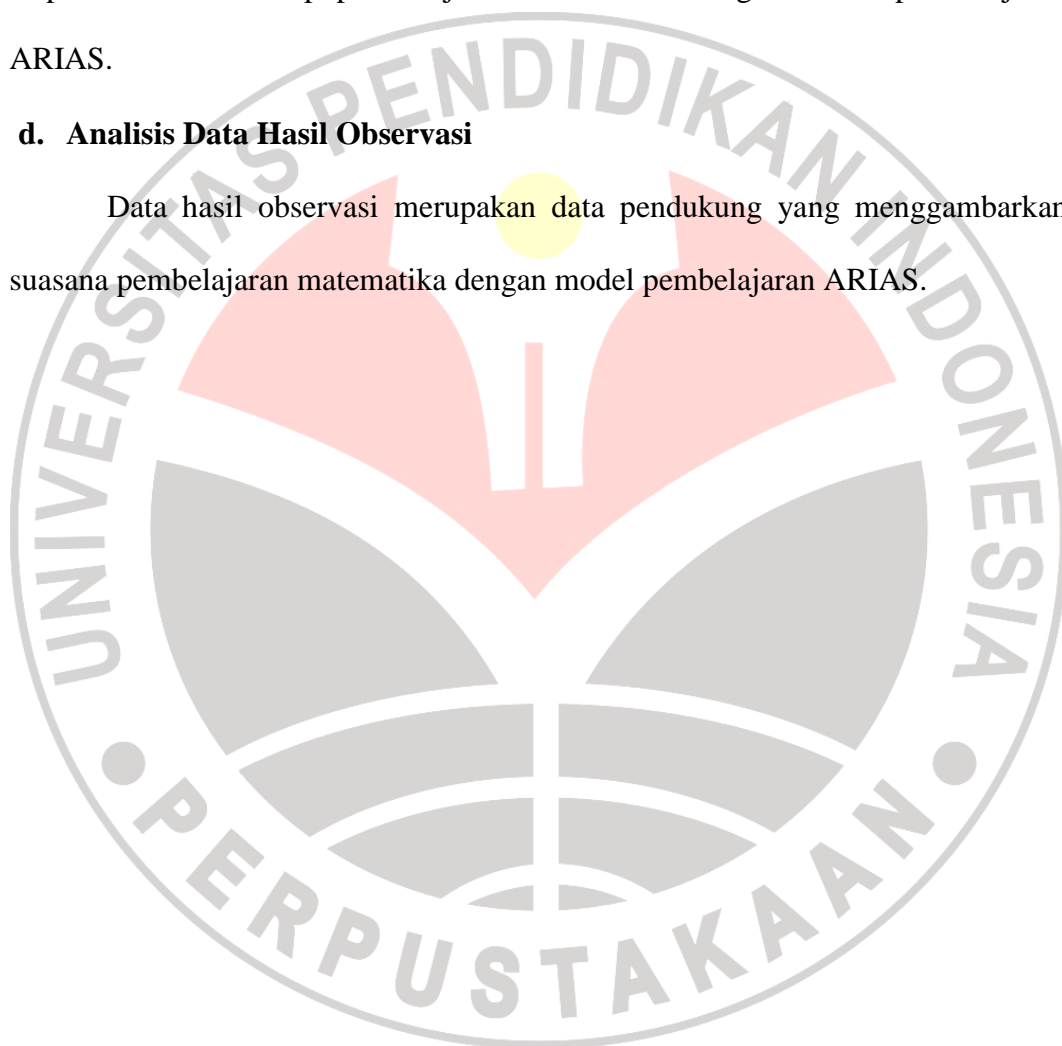 ARIAS.
d. Analisis Data Hasil Observasi
Data hasil observasi merupakan data pendukung yang menggambarkan
suasana pembelajaran matematika dengan model pembelajaran ARIAS.
UNIVERSITAS PENDIDIKAN INDONESIA
PERPUSTAKAAN